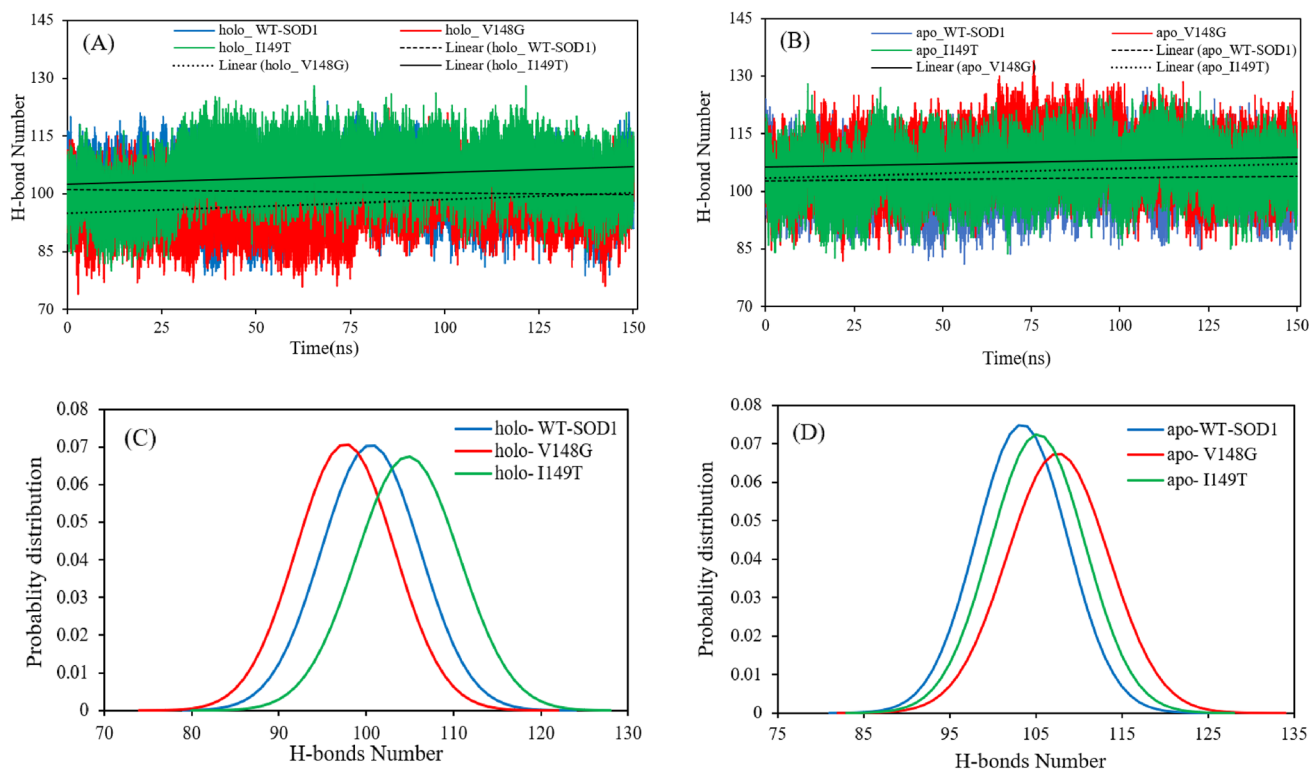 (A)
holo_ WT-SOD1
holo_ V148G
holo_ I149T
Linear (holo_ WT-SOD1)
Linear (holo_ V148G)
Linear (holo_ I149T)
H-bond Number
145
130
115
100
85
70
0
25
50
75
100
125
150
Time(ns)
(B)
apo_WT-SOD1
apo_V148G
apo_I149T
Linear (apo_WT-SOD1)
Linear (apo_V148G)
Linear (apo_I149T)
H-bond Number
145
130
115
100
85
70
0
25
50
75
100
125
150
Time(ns)
(C)
holo- WT-SOD1
holo- V148G
holo- I149T
Probablity distribution
0.08
0.07
0.06
0.05
0.04
0.03
0.02
0.01
0
70
80
90
100
110
120
130
H-bonds Number
(D)
apo-WT-SOD1
apo- V148G
apo- I149T
Probablity distribution
0.08
0.07
0.06
0.05
0.04
0.03
0.02
0.01
0
75
85
95
105
115
125
135
H-bonds Number